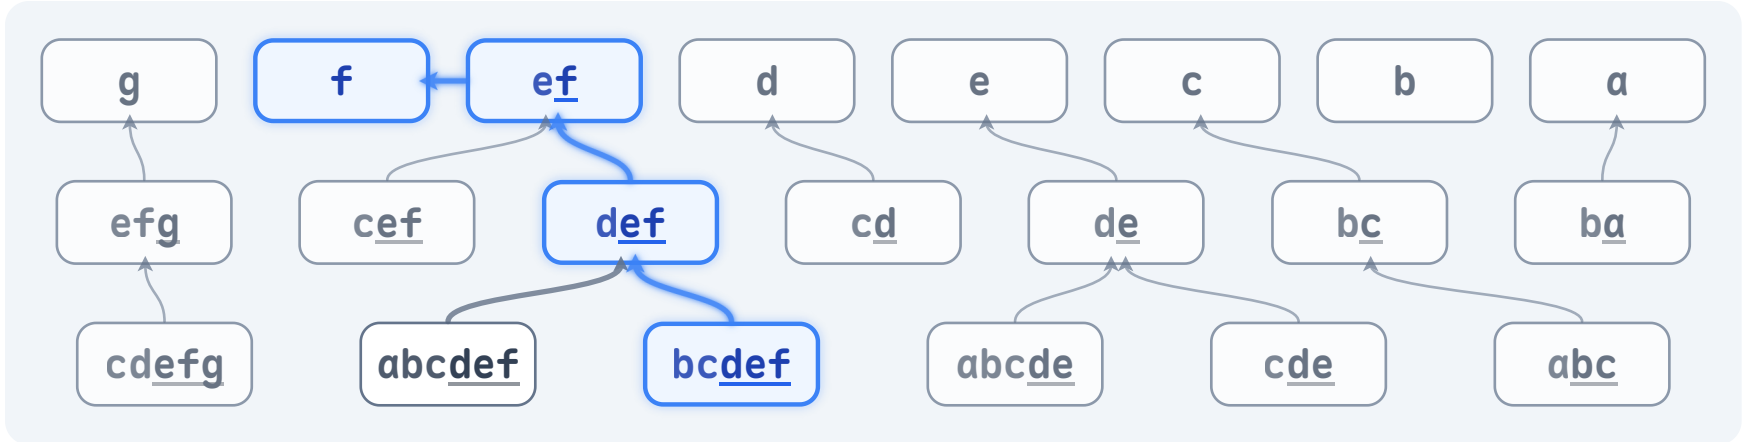 g f ef d e c b a
efg cef def cd de bc ba
cdefg abcdef bcdef abcde cde abc